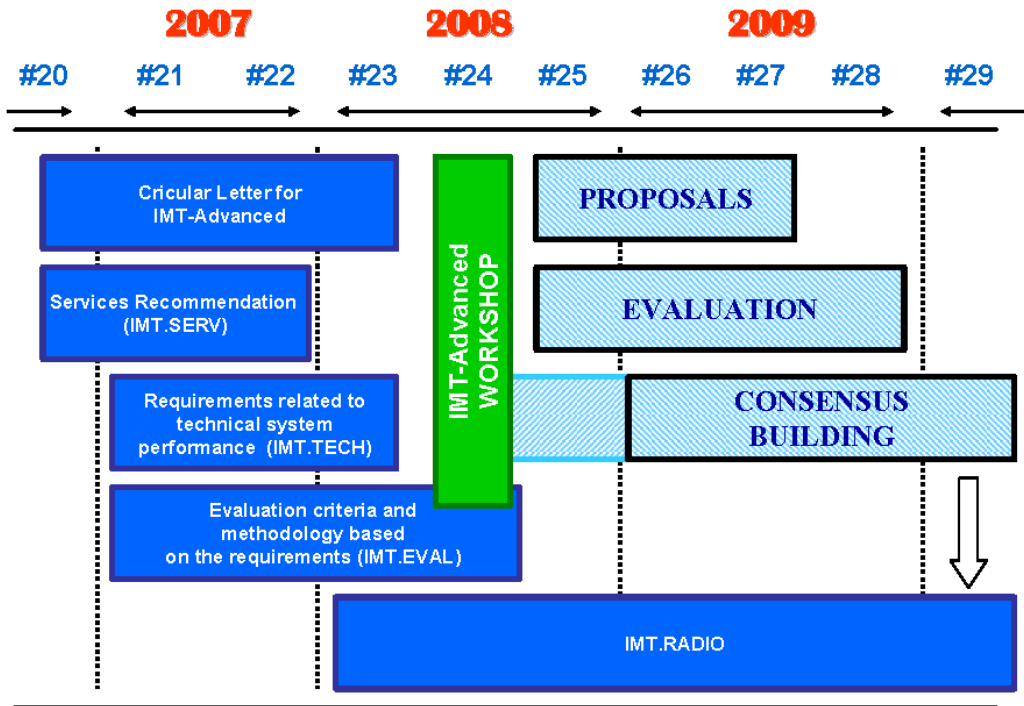 2007 2008 2009
#20 #21 #22 #23 #24 #25 #26 #27 #28 #29
Cricular Letter for
IMT-Advanced
Services Recommendation
(IMT.SERV)
Requirements related to
technical system
performance (IMT.TECH)
Evaluation criteria and
methodology based
on the requirements (IMT.EVAL)
IMT-Advanced
WORKSHOP
PROPOSALS
EVALUATION
CONSENSUS
BUILDING
IMT.RADIO